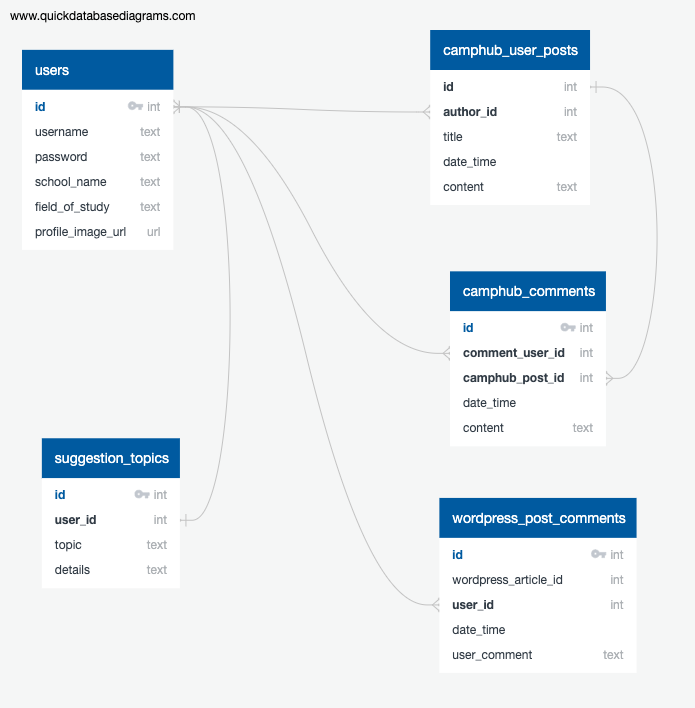 www.quickdatabasediagrams.com
users
id int
username text
password text
school_name text
field_of_study text
profile_image_url url
camphub_user_posts
id int
author_id int
title text
date_time
content text
camphub_comments
id int
comment_user_id int
camphub_post_id int
date_time
content text
suggestion_topics
id int
user_id int
topic text
details text
wordpress_post_comments
id int
wordpress_article_id int
user_id int
date_time
user_comment text